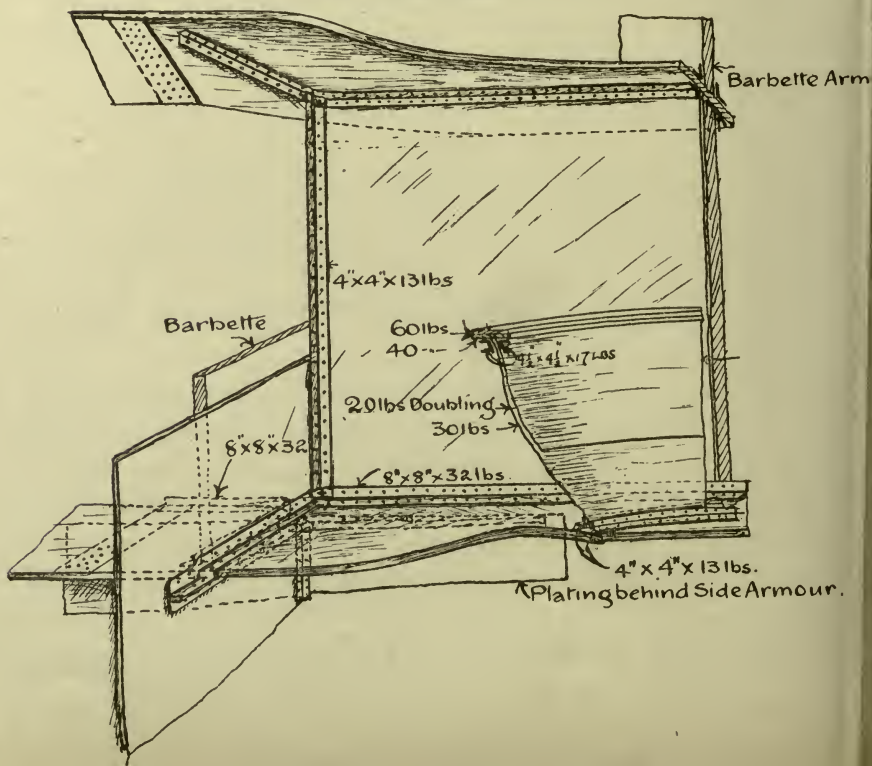 Barbette Arm
4"x4"x13lbs
Barbette
60lbs
40
4½"x4½"x17LBS
20lbs Doubling
30lbs
8"x8"x32
8"x8"x32lbs.
4"x4"x13lbs.
Plating behind Side Armour.